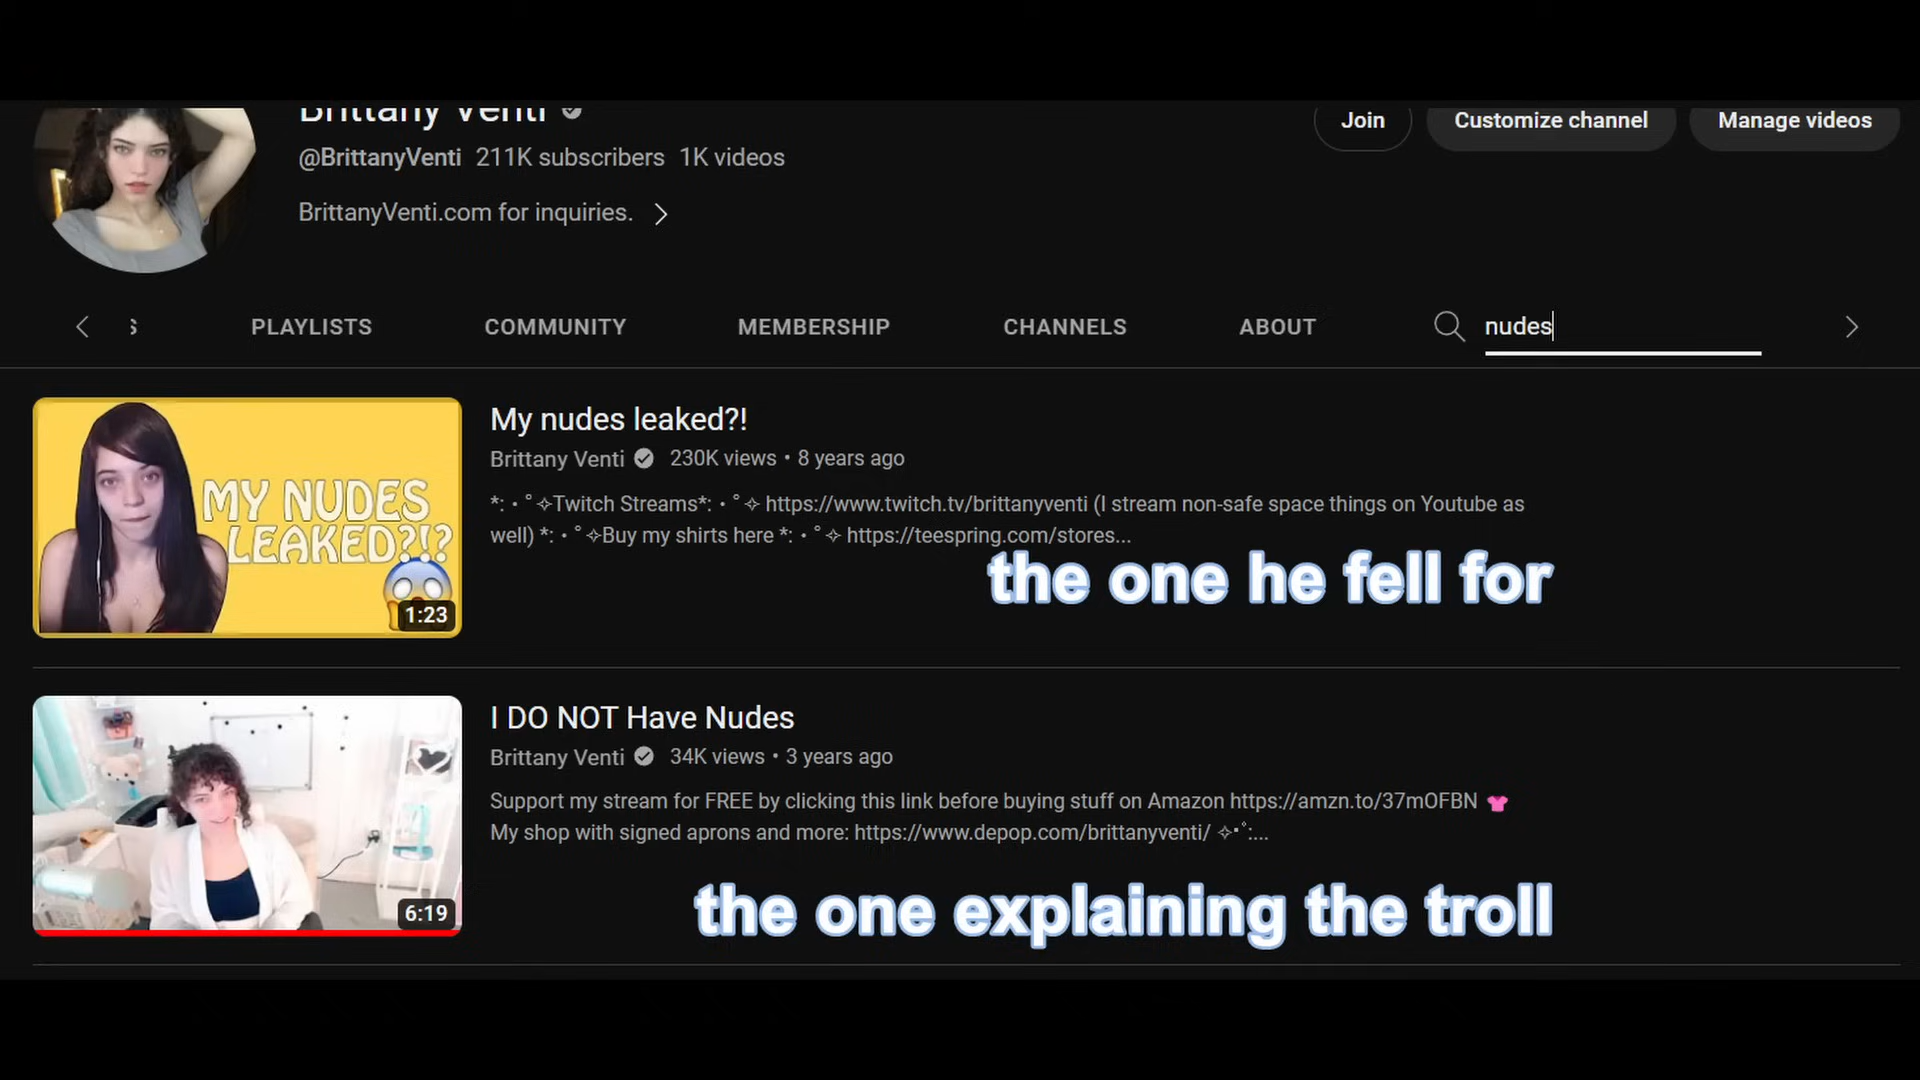 Brittany Venti
@BrittanyVenti 211K subscribers 1K videos
BrittanyVenti.com for inquiries.
Join
Customize channel
Manage videos
S
PLAYLISTS
COMMUNITY
MEMBERSHIP
CHANNELS
ABOUT
nudes
MY NUDES
LEAKED?!?
1:23
My nudes leaked?!
Brittany Venti 230K views • 8 years ago
*:・゚✧Twitch Streams*:・゚✧ https://www.twitch.tv/brittanyventi (I stream non-safe space things on Youtube as
well) *:・゚✧Buy my shirts here *:・゚✧ https://teespring.com/stores...
the one he fell for
6:19
I DO NOT Have Nudes
Brittany Venti 34K views • 3 years ago
Support my stream for FREE by clicking this link before buying stuff on Amazon https://amzn.to/37mOFBN 👚
My shop with signed aprons and more: https://www.depop.com/brittanyventi/ ✧･ﾟ:...
the one explaining the troll